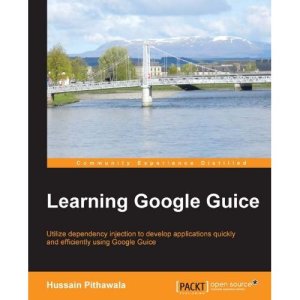 Community Experience Distilled
Learning Google Guice
Utilize dependency injection to develop applications quickly
and efficiently using Google Guice
Hussain Pithawala
PACKT open source